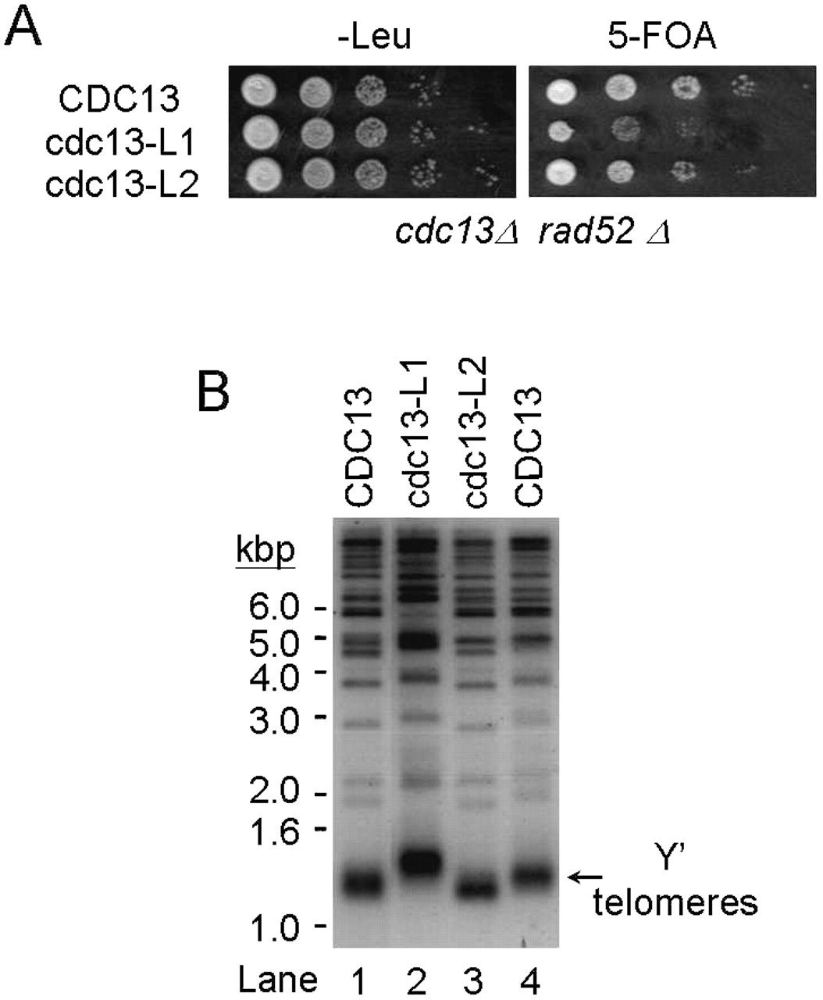 A
-Leu 5-FOA
CDC13
cdc13-L1
cdc13-L2
cdc13Δ rad52 Δ
B
CDC13 cdc13-L1 cdc13-L2 CDC13
kbp
6.0 -
5.0 -
4.0 -
3.0 -
2.0 -
1.6 -
1.0 -
Y’
telomeres
Lane 1 2 3 4